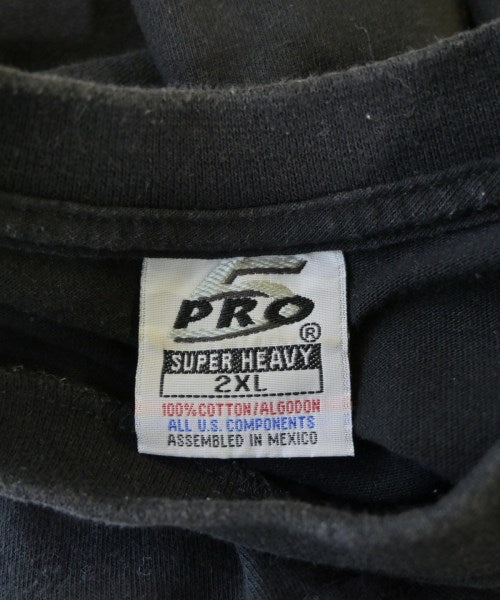 5
PRO
®
SUPER HEAVY
2XL
100% COTTON/ALGODON
ALL U.S. COMPONENTS
ASSEMBLED IN MEXICO